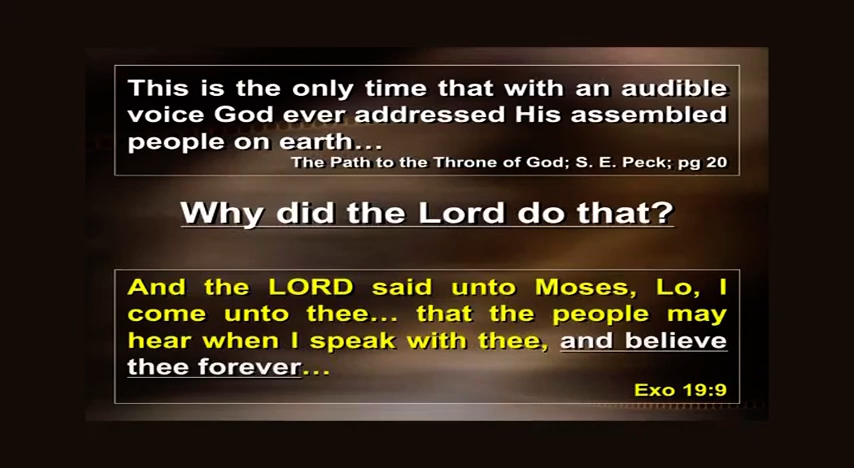 This is the only time that with an audible
voice God ever addressed His assembled
people on earth…
The Path to the Throne of God; S. E. Peck; pg 20
Why did the Lord do that?
And the LORD said unto Moses, Lo, I
come unto thee… that the people may
hear when I speak with thee, and believe
thee forever…
Exo 19:9